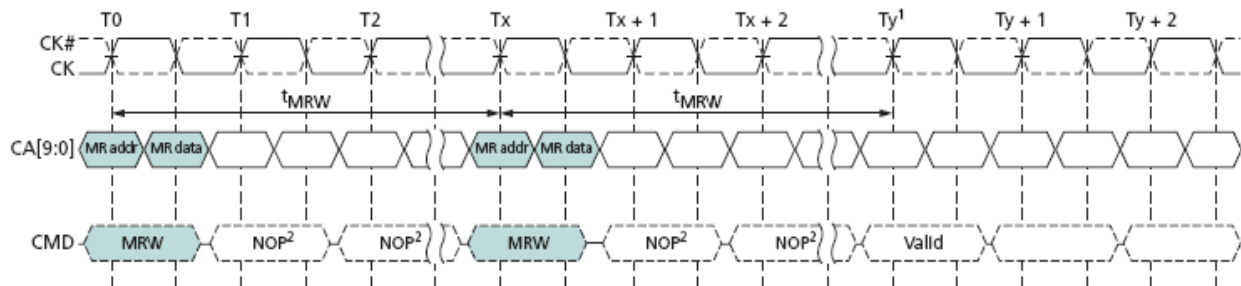 T0 T1 T2 Tx Tx + 1 Tx + 2 Ty¹ Ty + 1 Ty + 2
CK#
CK
tMRW tMRW
CA[9:0] MR addr MR data MR addr MR data
CMD MRW NOP² NOP² MRW NOP² NOP² Valid